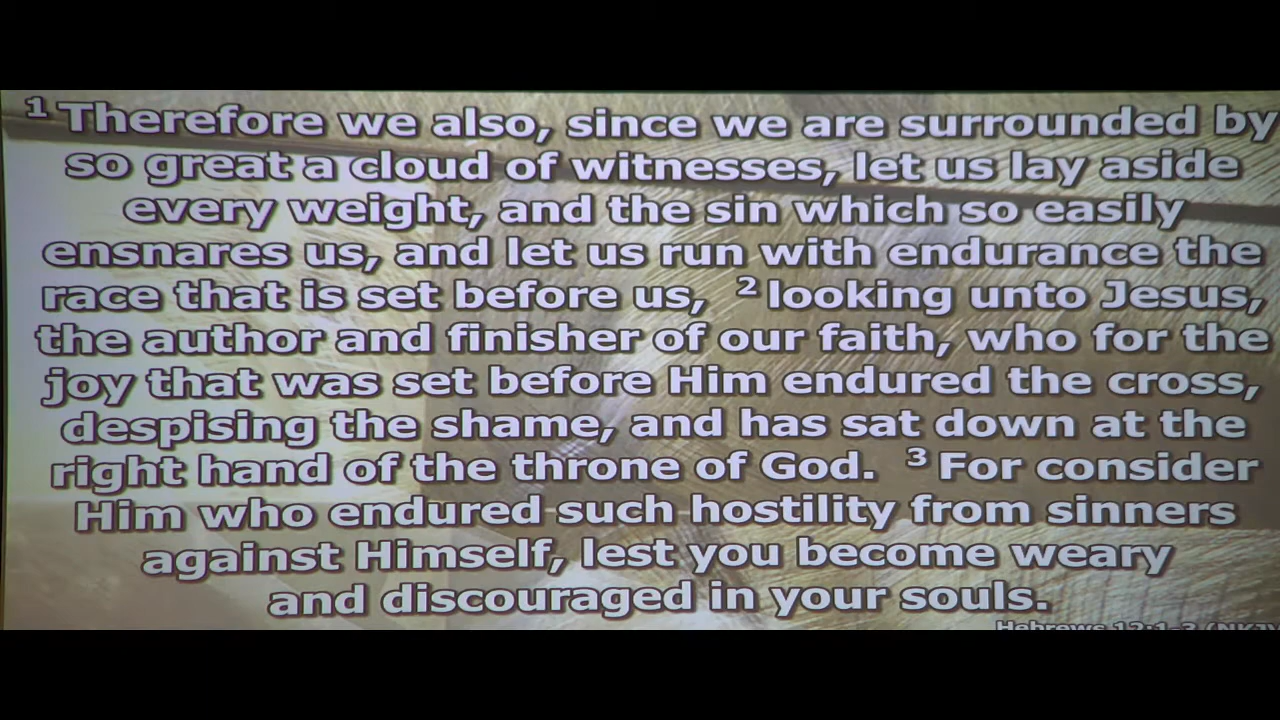 ¹ Therefore we also, since we are surrounded by
so great a cloud of witnesses, let us lay aside
every weight, and the sin which so easily
ensnares us, and let us run with endurance the
race that is set before us, ² looking unto Jesus,
the author and finisher of our faith, who for the
joy that was set before Him endured the cross,
despising the shame, and has sat down at the
right hand of the throne of God. ³ For consider
Him who endured such hostility from sinners
against Himself, lest you become weary
and discouraged in your souls.
Hebrews 12:1-3 (NKJV